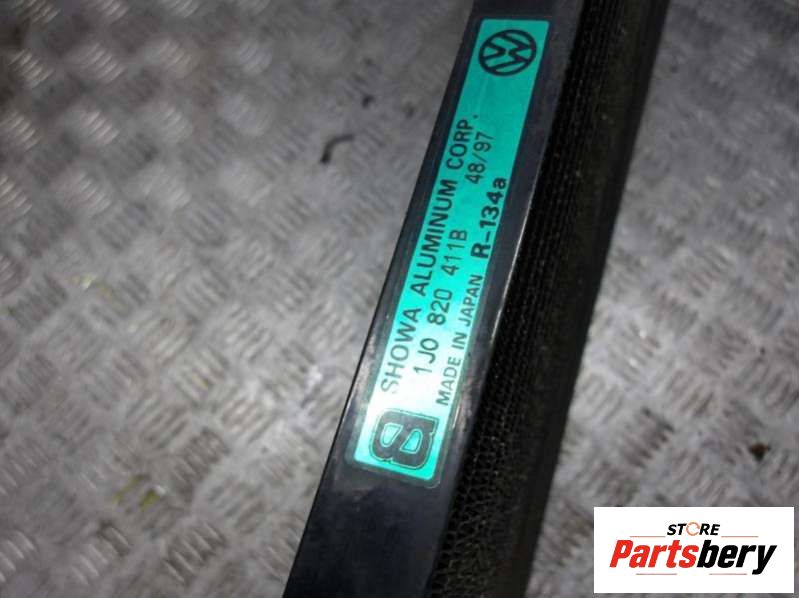 SHOWA ALUMINUM CORP.
1J0 820 411B 48/97
MADE IN JAPAN R-134a
STORE
Partsbery